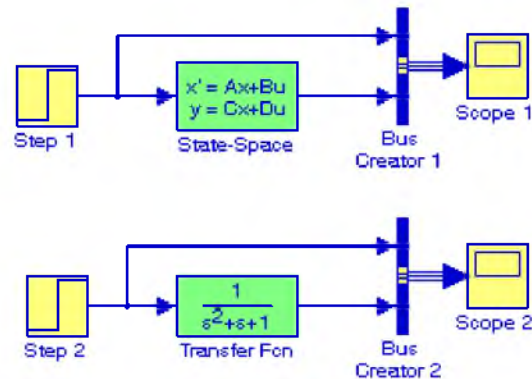 x' = Ax+Bu
y = Cx+Du
Step 1
State-Space
Bus
Creator 1
Scope 1
1
s²+s+1
Step 2
Transfer Fcn
Bus
Creator 2
Scope 2